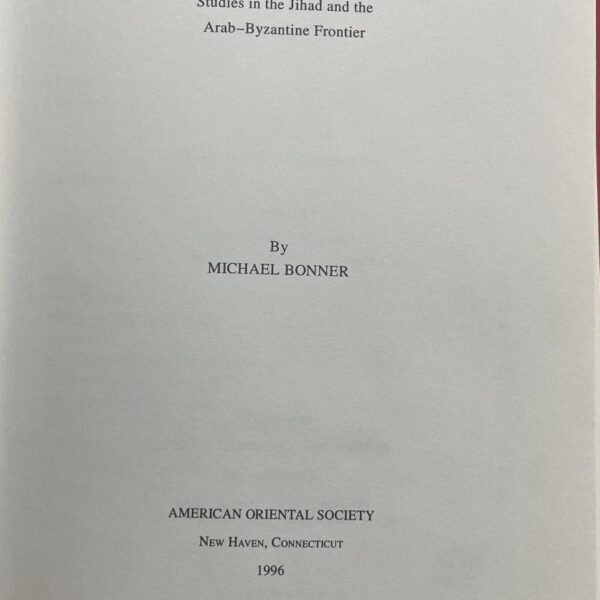 Studies in the Jihad and the
Arab–Byzantine Frontier
By
MICHAEL BONNER
AMERICAN ORIENTAL SOCIETY
NEW HAVEN, CONNECTICUT
1996